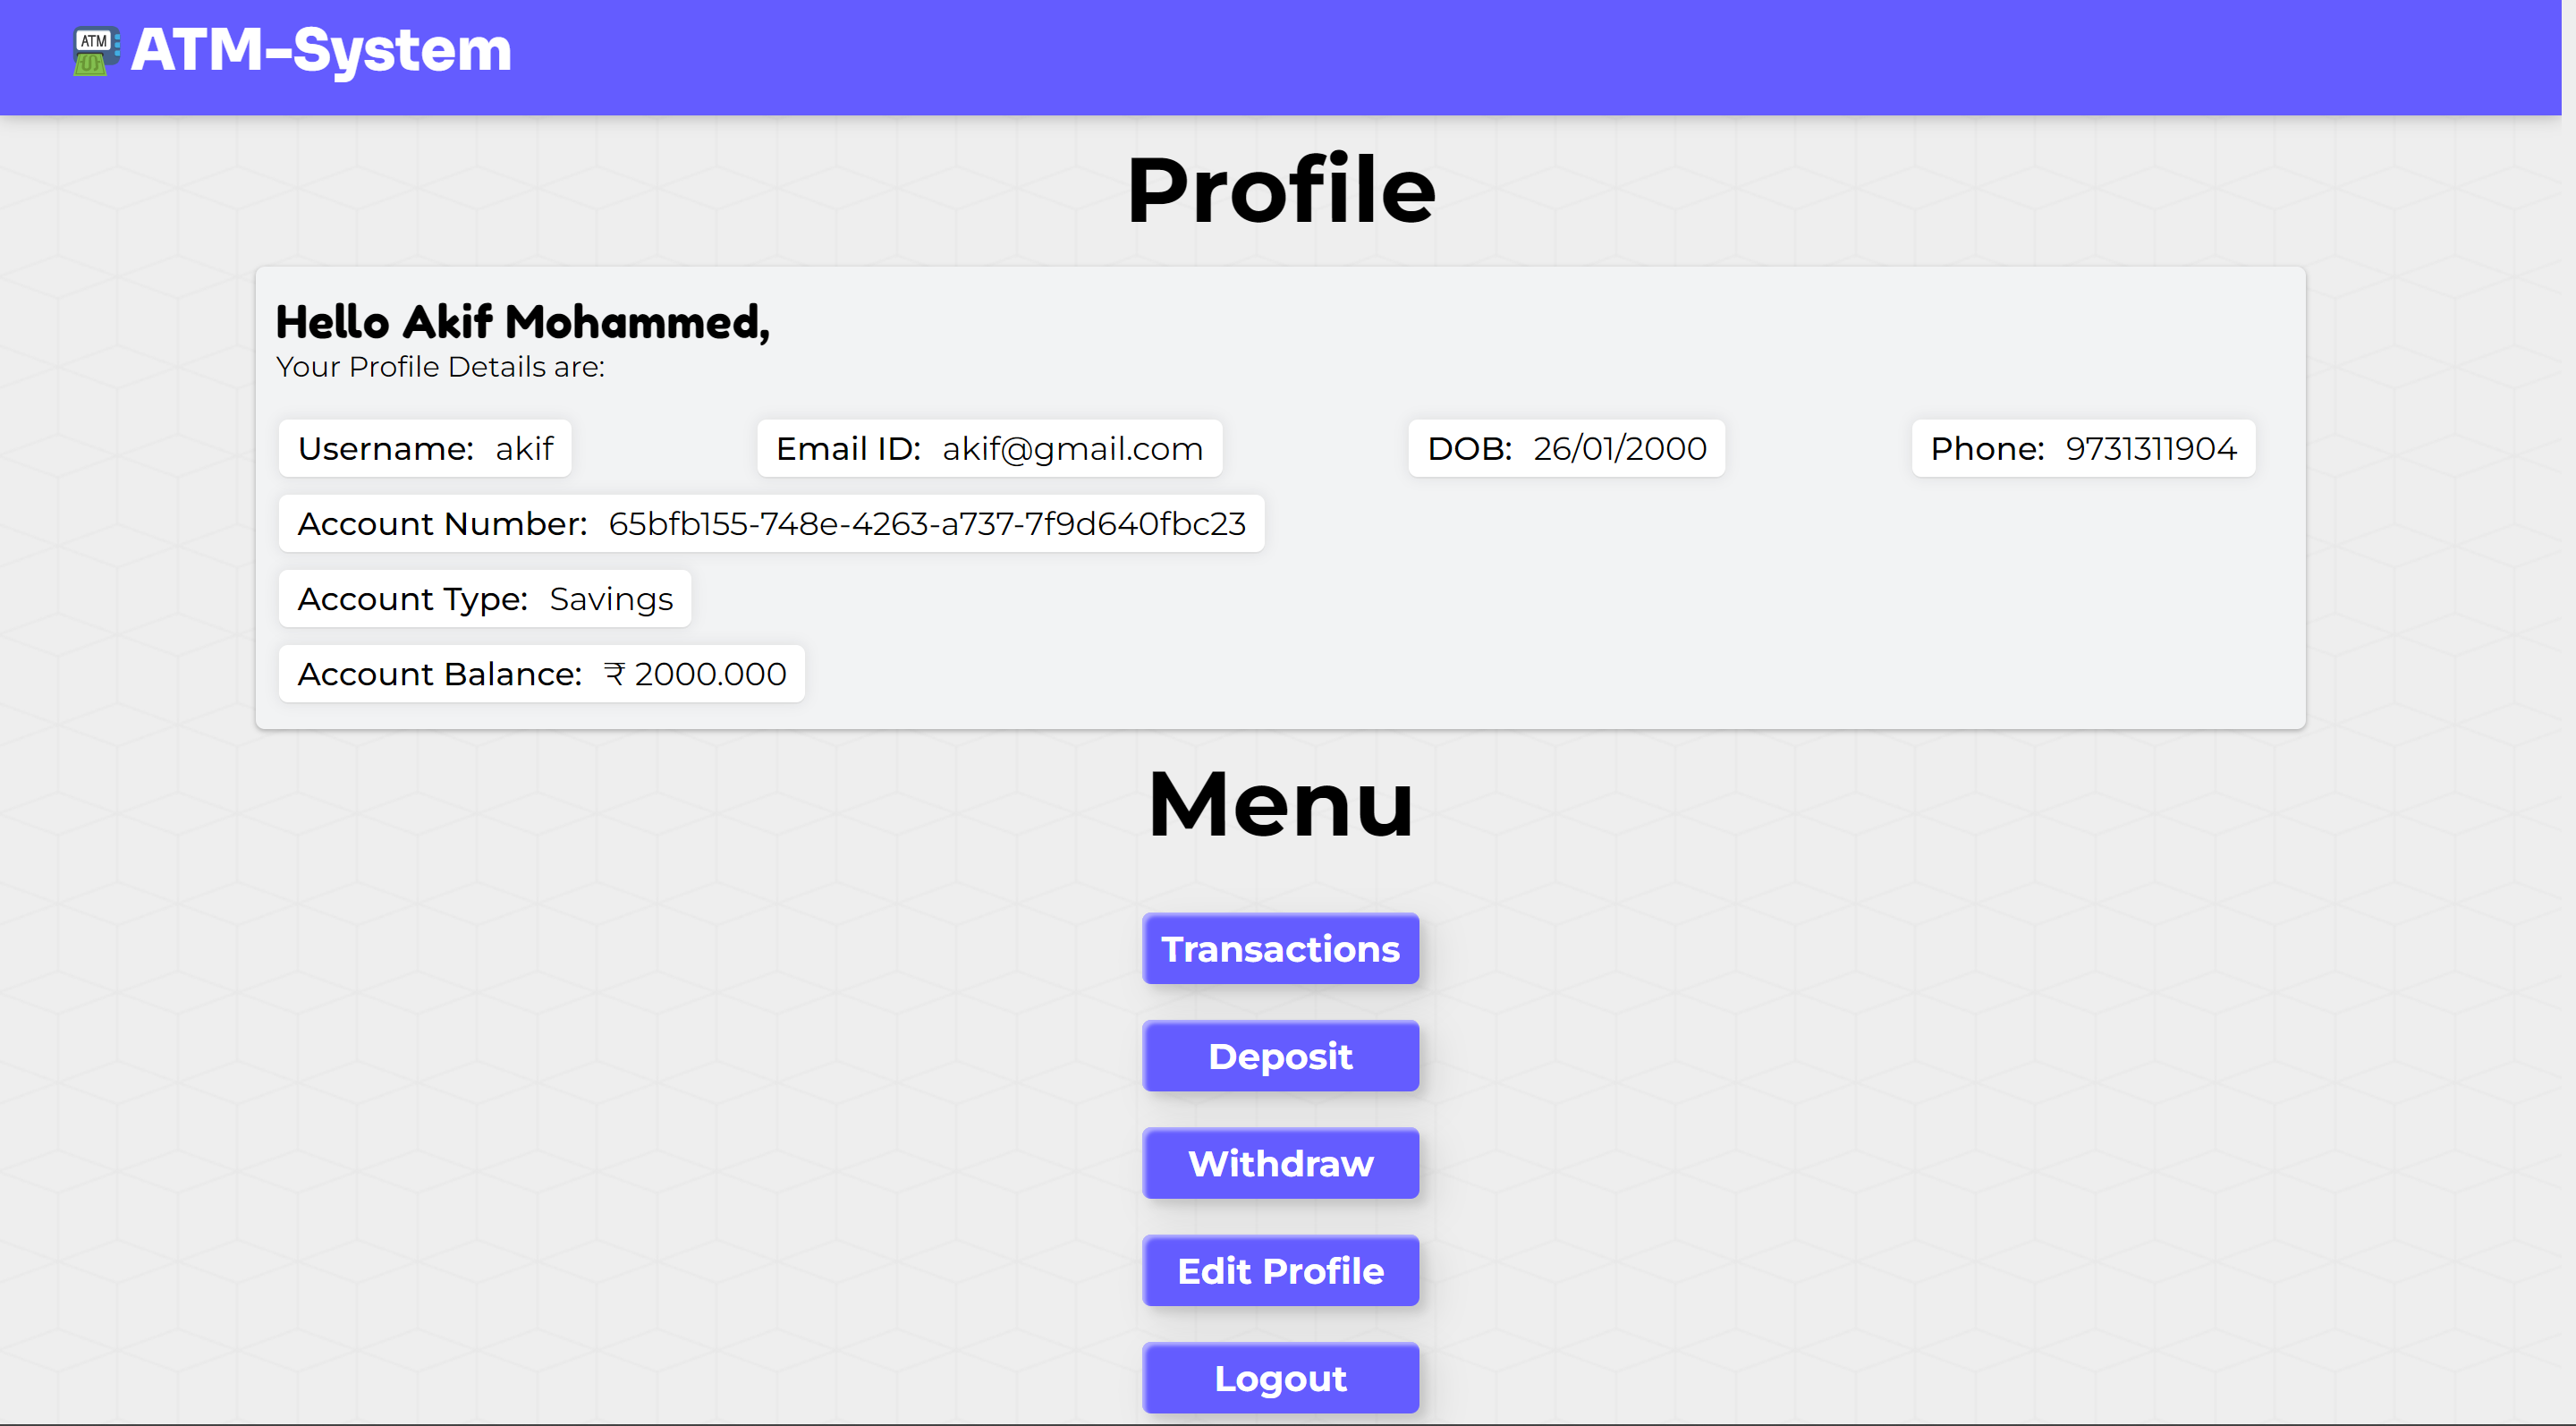 ATM
ATM-System
Profile
Hello Akif Mohammed,
Your Profile Details are:
Username: akif
Email ID: akif@gmail.com
DOB: 26/01/2000
Phone: 9731311904
Account Number: 65bfb155-748e-4263-a737-7f9d640fbc23
Account Type: Savings
Account Balance: ₹ 2000.000
Menu
Transactions
Deposit
Withdraw
Edit Profile
Logout